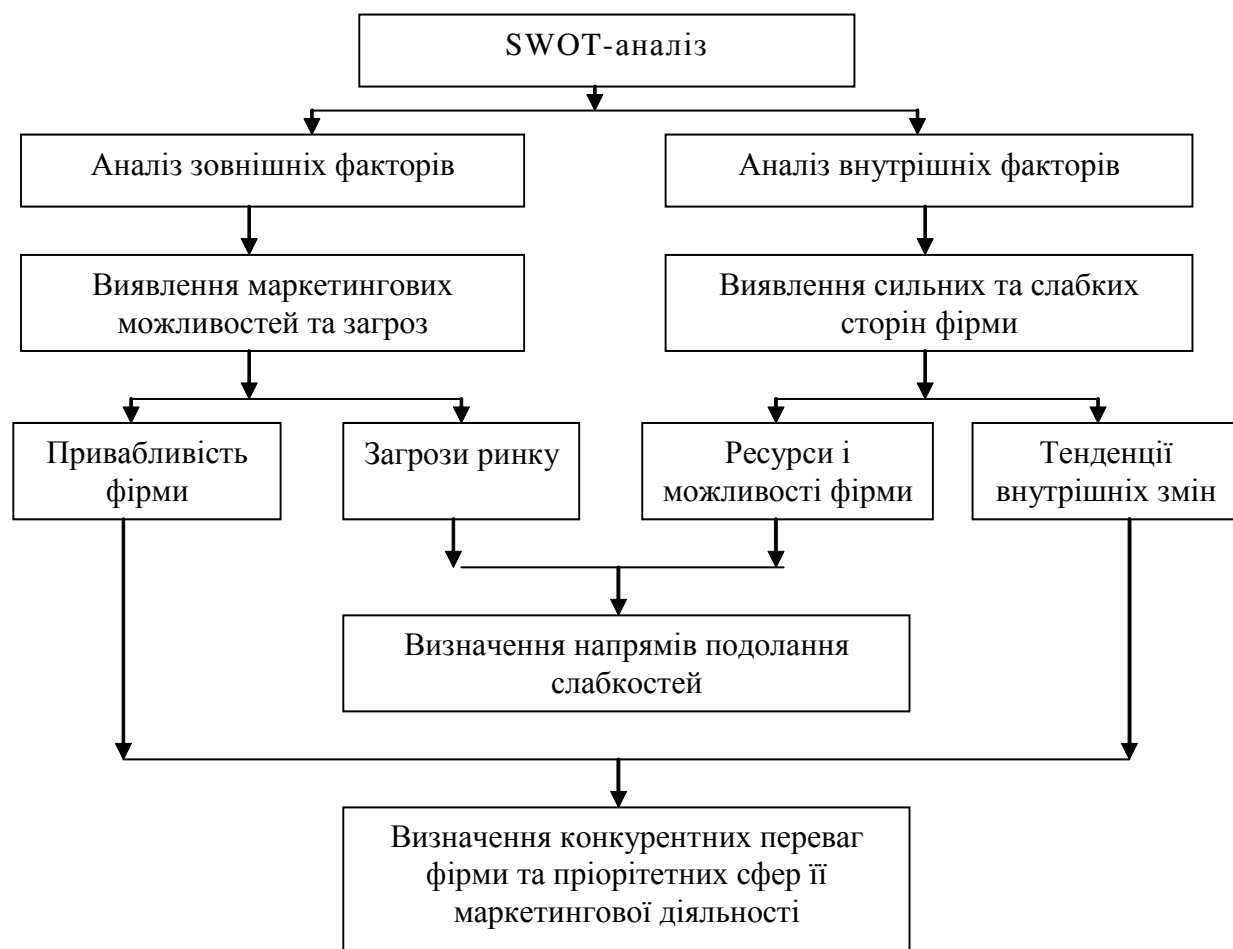 SWOT-аналіз
Аналіз зовнішніх факторів
Аналіз внутрішніх факторів
Виявлення маркетингових
можливостей та загроз
Виявлення сильних та слабких
сторін фірми
Привабливість
фірми
Загрози ринку
Ресурси і
можливості фірми
Тенденції
внутрішніх змін
Визначення напрямів подолання
слабкостей
Визначення конкурентних переваг
фірми та пріорітетних сфер її
маркетингової діяльності